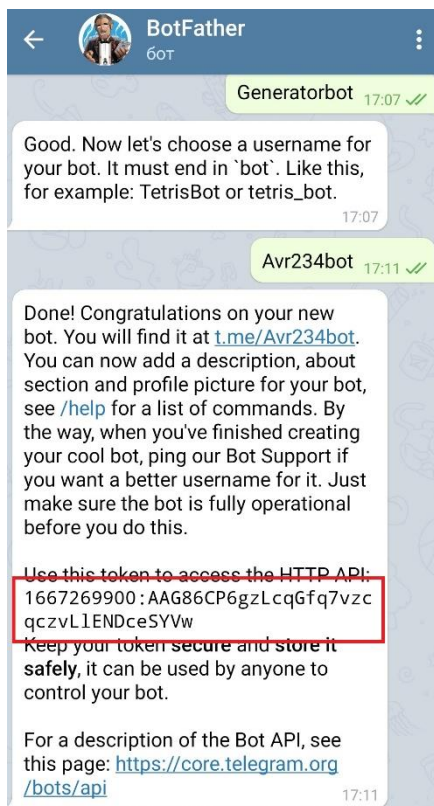 BotFather
бот
Generatorbot 17:07
Good. Now let's choose a username for
your bot. It must end in `bot`. Like this,
for example: TetrisBot or tetris_bot.
17:07
Avr234bot 17:11
Done! Congratulations on your new
bot. You will find it at t.me/Avr234bot.
You can now add a description, about
section and profile picture for your bot,
see /help for a list of commands. By
the way, when you've finished creating
your cool bot, ping our Bot Support if
you want a better username for it. Just
make sure the bot is fully operational
before you do this.
Use this token to access the HTTP API:
1667269900:AAG86CP6gzLcqGfq7vzc
qczvLlENDceSYVw
Keep your token secure and store it
safely, it can be used by anyone to
control your bot.
For a description of the Bot API, see
this page: https://core.telegram.org
/bots/api
17:11